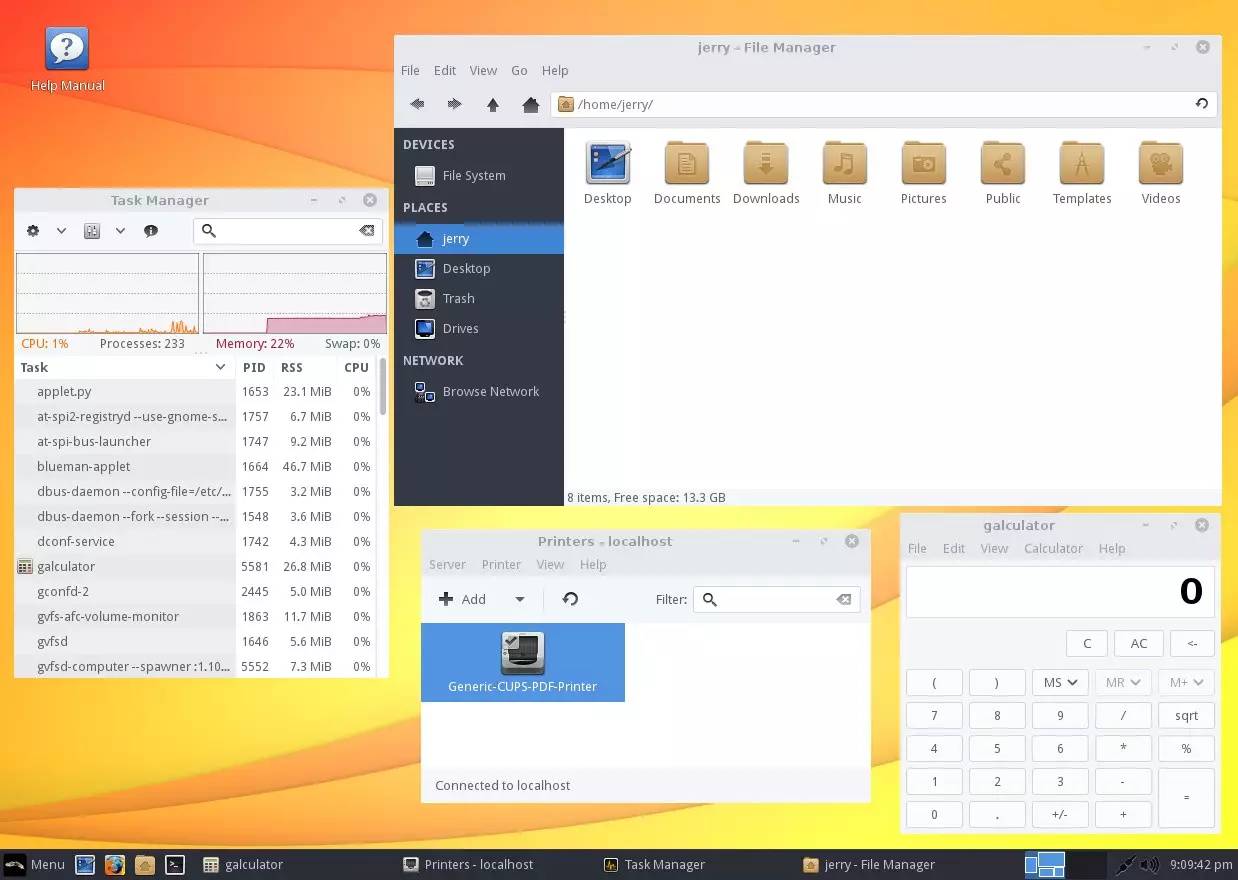 Help Manual
jerry - File Manager
File Edit View Go Help
/home/jerry/
DEVICES
File System
PLACES
jerry
Desktop
Trash
Drives
NETWORK
Browse Network
Desktop Documents Downloads Music Pictures Public Templates Videos
8 items, Free space: 13.3 GB
Task Manager
CPU: 1% Processes: 233 Memory: 22% Swap: 0%
Task PID RSS CPU
applet.py 1653 23.1 MiB 0%
at-spi2-registryd --use-gnome-s... 1757 6.7 MiB 0%
at-spi-bus-launcher 1747 9.2 MiB 0%
blueman-applet 1664 46.7 MiB 0%
dbus-daemon --config-file=/etc/... 1755 3.2 MiB 0%
dbus-daemon --fork --session --... 1548 3.6 MiB 0%
dconf-service 1742 4.3 MiB 0%
galculator 5581 26.8 MiB 0%
gconfd-2 2445 5.0 MiB 0%
gvfs-afc-volume-monitor 1863 11.7 MiB 0%
gvfsd 1646 5.6 MiB 0%
gvfsd-computer --spawner :1.10... 5552 7.3 MiB 0%
Printers - localhost
Server Printer View Help
Add Filter:
Generic-CUPS-PDF-Printer
Connected to localhost
galculator
File Edit View Calculator Help
0
C AC <-
( ) MS MR M+
7 8 9 / sqrt
4 5 6 * %
1 2 3 - =
0 . +/- +
Menu galculator Printers - localhost Task Manager jerry - File Manager 9:09:42 pm